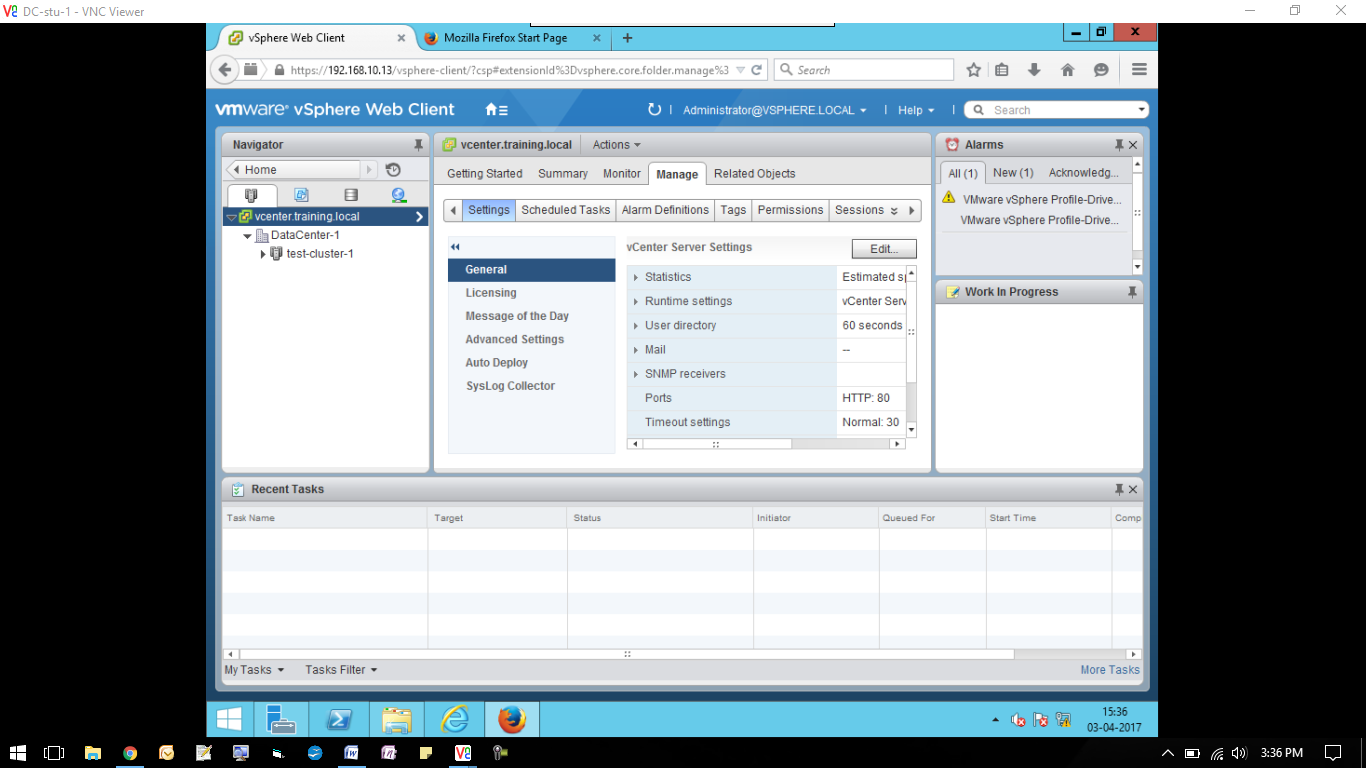 DC-stu-1 - VNC Viewer
vSphere Web Client
Mozilla Firefox Start Page
https://192.168.10.13/vsphere-client/?csp#extensionId%3Dvsphere.core.folder.manage%3
Search
vmware® vSphere Web Client
Administrator@VSPHERE.LOCAL
Help
Search
Navigator
Home
vcenter.training.local
DataCenter-1
test-cluster-1
vcenter.training.local
Actions
Getting Started
Summary
Monitor
Manage
Related Objects
Settings
Scheduled Tasks
Alarm Definitions
Tags
Permissions
Sessions
General
Licensing
Message of the Day
Advanced Settings
Auto Deploy
SysLog Collector
vCenter Server Settings
Edit...
Statistics Estimated sp
Runtime settings vCenter Serv
User directory 60 seconds
Mail --
SNMP receivers
Ports HTTP: 80
Timeout settings Normal: 30
Alarms
All (1) New (1) Acknowledg...
VMware vSphere Profile-Drive...
VMware vSphere Profile-Drive...
Work In Progress
Recent Tasks
Task Name Target Status Initiator Queued For Start Time Comp
My Tasks Tasks Filter More Tasks
15:36
03-04-2017
3:36 PM